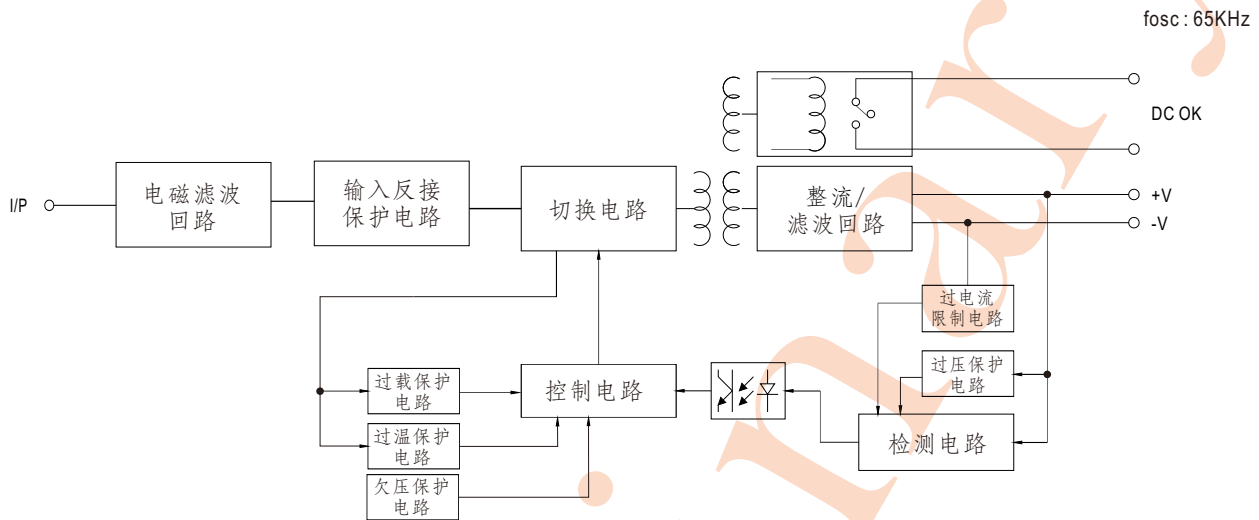 fosc : 65KHz
DC OK
I/P
电磁滤波
回路
输入反接
保护电路
切换电路
整流/
滤波回路
+V
-V
过电流
限制电路
过载保护
电路
控制电路
过压保护
电路
过温保护
电路
检测电路
欠压保护
电路